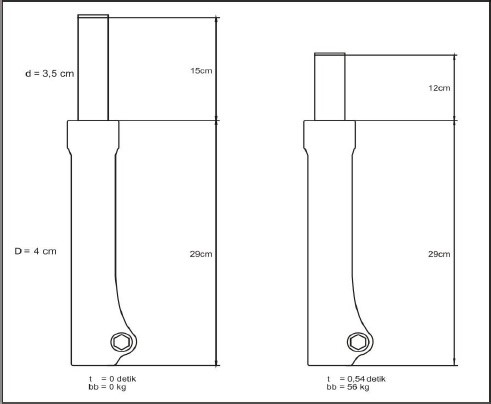 d = 3,5 cm
15cm
12cm
D = 4 cm
29cm
29cm
t = 0 detik
bb = 0 kg
t = 0,54 detik
bb = 56 kg